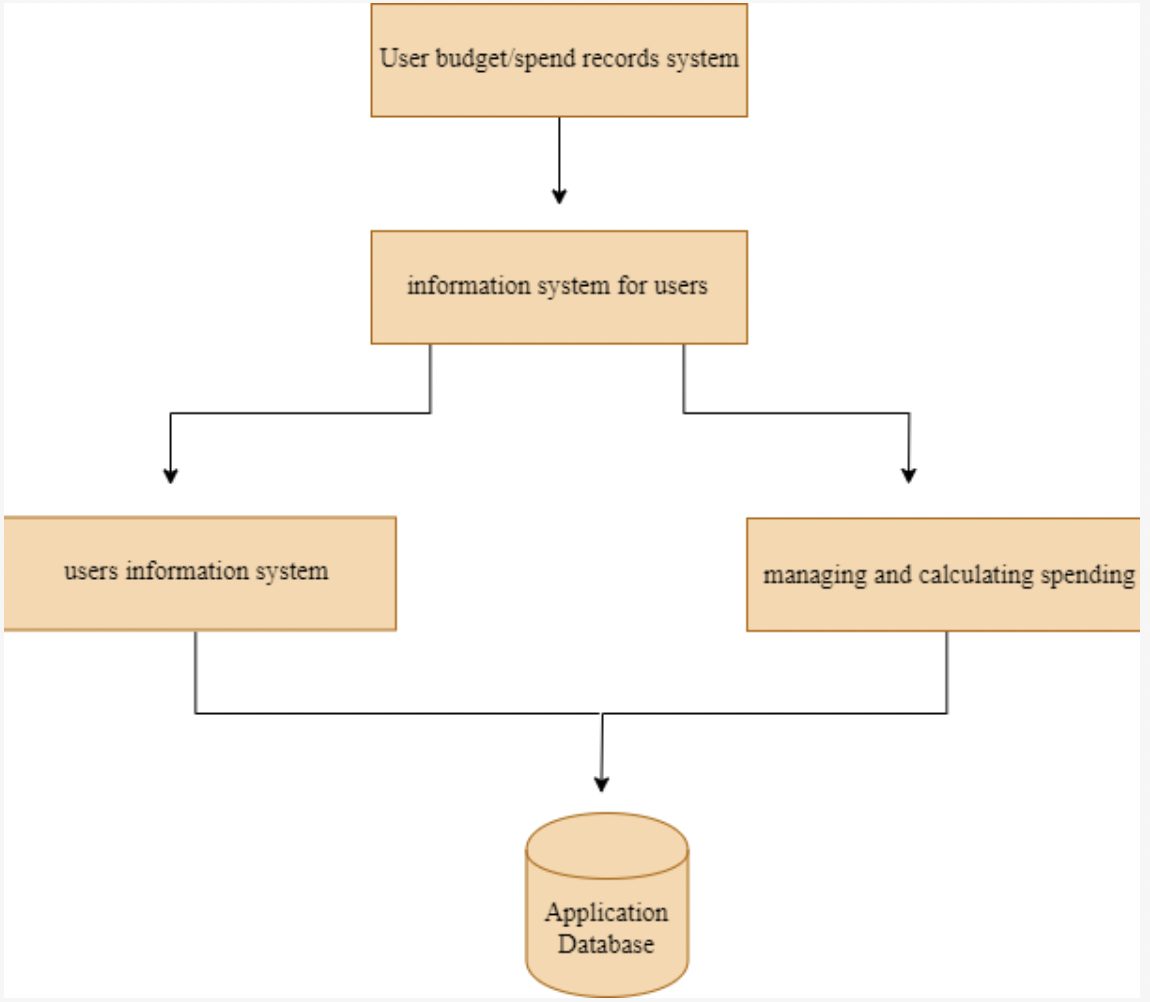 User budget/spend records system
information system for users
users information system
managing and calculating spending
Application
Database